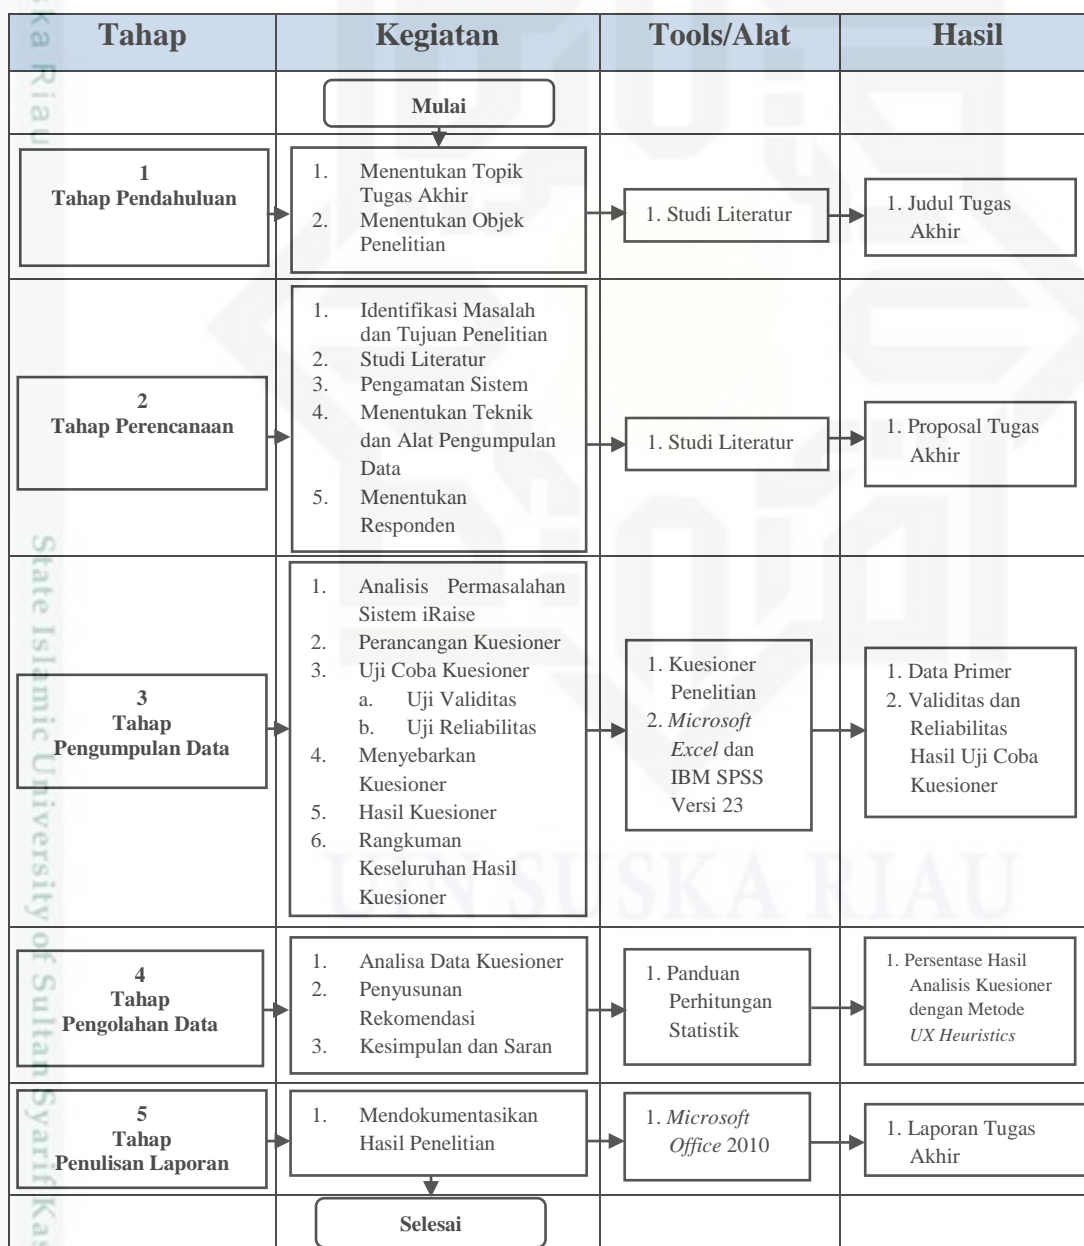 Tahap Kegiatan Tools/Alat Hasil
Mulai
1
Tahap Pendahuluan
1. Menentukan Topik
Tugas Akhir
2. Menentukan Objek
Penelitian
1. Studi Literatur
1. Judul Tugas
Akhir
2
Tahap Perencanaan
1. Identifikasi Masalah
dan Tujuan Penelitian
2. Studi Literatur
3. Pengamatan Sistem
4. Menentukan Teknik
dan Alat Pengumpulan
Data
5. Menentukan
Responden
1. Studi Literatur
1. Proposal Tugas
Akhir
3
Tahap
Pengumpulan Data
1. Analisis Permasalahan
Sistem iRaise
2. Perancangan Kuesioner
3. Uji Coba Kuesioner
a. Uji Validitas
b. Uji Reliabilitas
4. Menyebarkan
Kuesioner
5. Hasil Kuesioner
6. Rangkuman
Keseluruhan Hasil
Kuesioner
1. Kuesioner
Penelitian
2. Microsoft
Excel dan
IBM SPSS
Versi 23
1. Data Primer
2. Validitas dan
Reliabilitas
Hasil Uji Coba
Kuesioner
4
Tahap
Pengolahan Data
1. Analisa Data Kuesioner
2. Penyusunan
Rekomendasi
3. Kesimpulan dan Saran
1. Panduan
Perhitungan
Statistik
1. Persentase Hasil
Analisis Kuesioner
dengan Metode
UX Heuristics
5
Tahap
Penulisan Laporan
1. Mendokumentasikan
Hasil Penelitian
1. Microsoft
Office 2010
1. Laporan Tugas
Akhir
Selesai
ska Riau
State Islamic University of Sultan Syarif Kas
UIN SUSKA RIAU